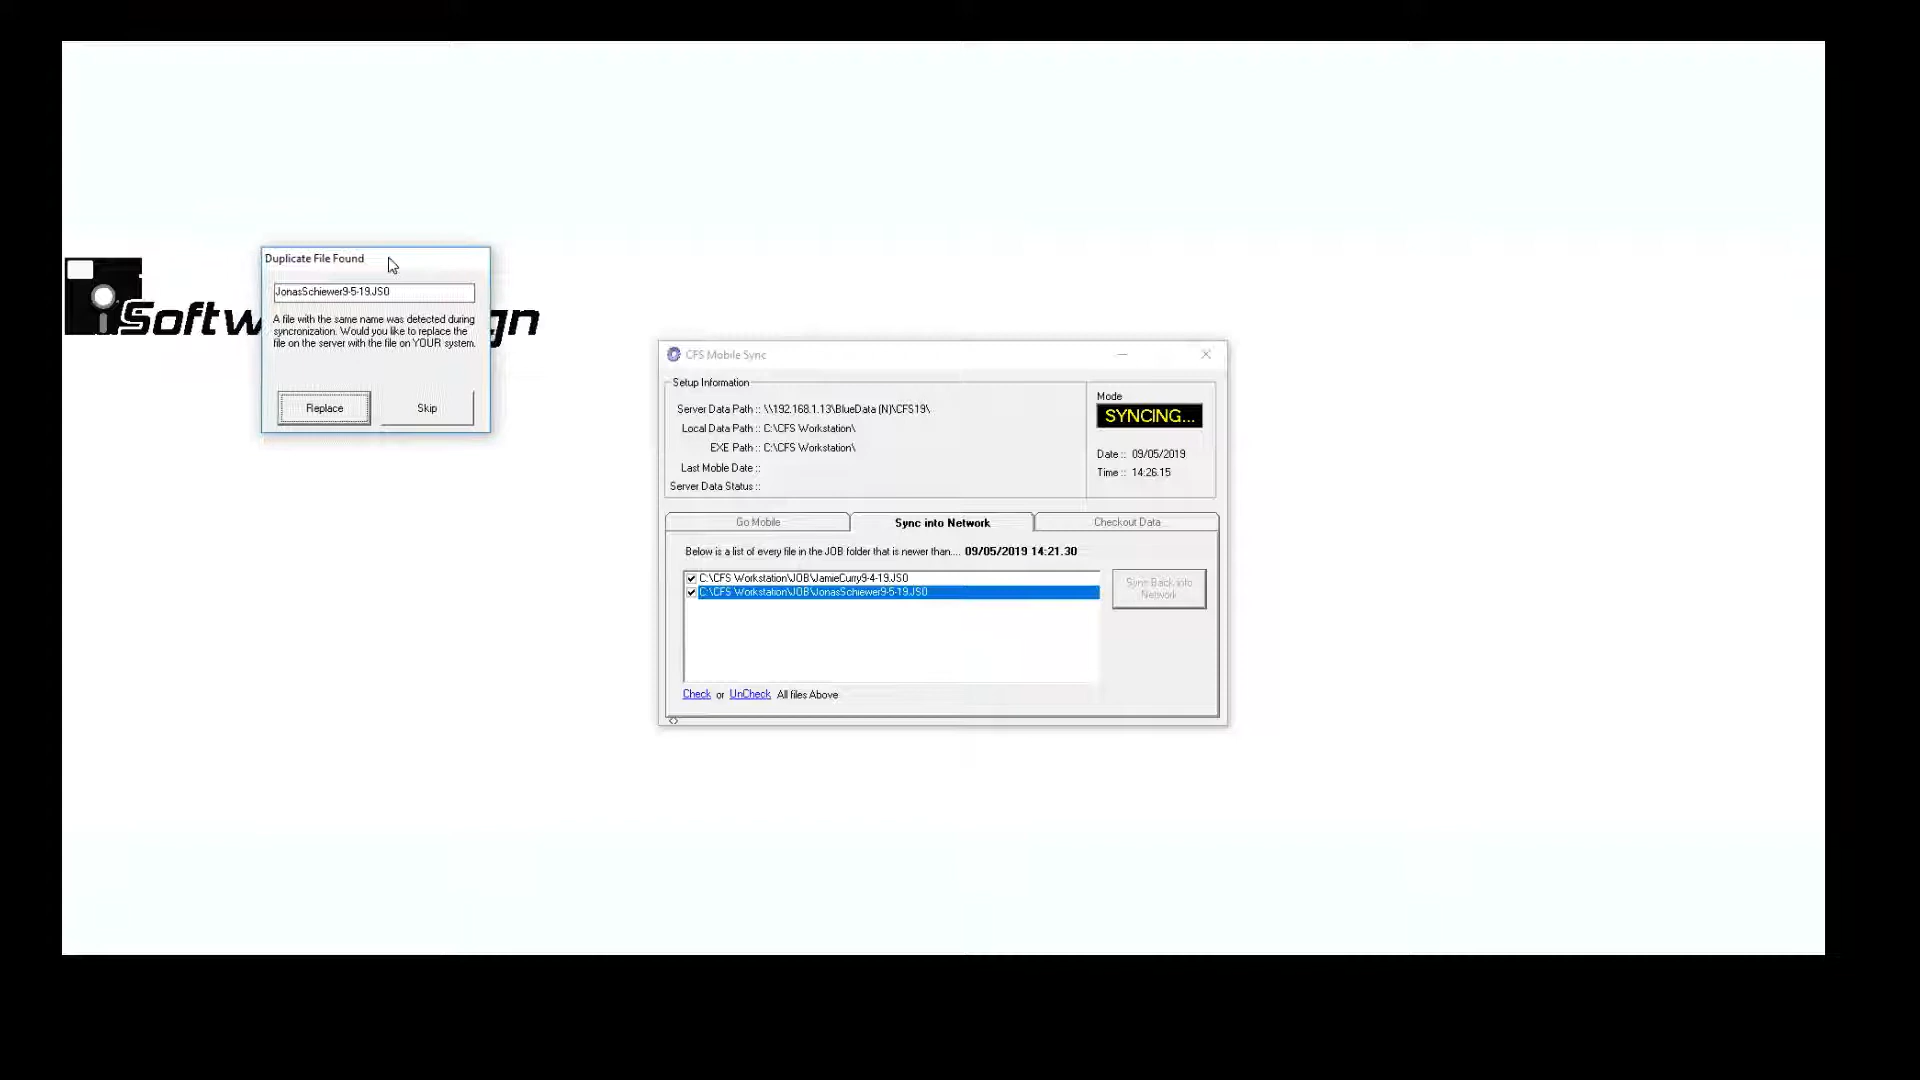 Duplicate File Found
JonasSchiewer9-5-19.JS0
A file with the same name was detected during
syncronization. Would you like to replace the
file on the server with the file on YOUR system.
Replace
Skip
CFS Mobile Sync
Setup Information
Server Data Path :: \\192.168.1.13\BlueData (N)\CFS19\
Local Data Path :: C:\CFS Workstation\
EXE Path :: C:\CFS Workstation\
Last Moble Date ::
Server Data Status ::
Mode
SYNCING...
Date :: 09/05/2019
Time :: 14:26.15
Go Mobile
Sync into Network
Checkout Data
Below is a list of every file in the JOB folder that is newer than.... 09/05/2019 14:21.30
C:\CFS Workstation\JOB\JamieCurry9-4-19.JS0
C:\CFS Workstation\JOB\JonasSchiewer9-5-19.JS0
Sync Back into
Network
Check or UnCheck All files Above